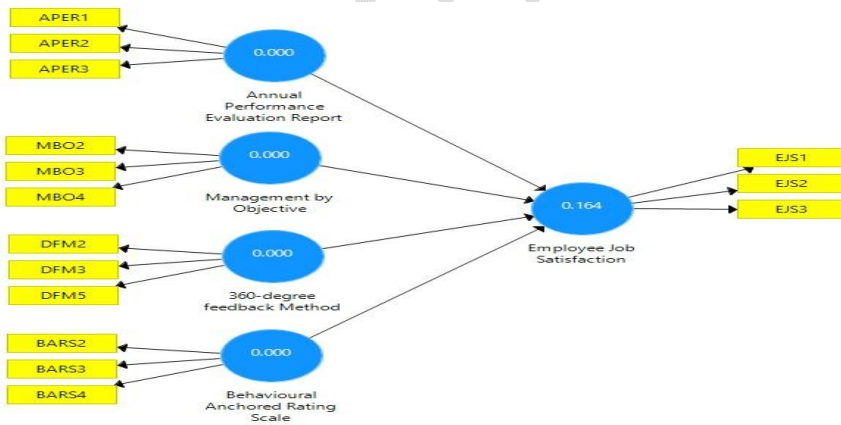 APER1
APER2
APER3
0.000
Annual
Performance
Evaluation Report
MBO2
MBO3
MBO4
0.000
Management by
Objective
DFM2
DFM3
DFM5
0.000
360-degree
feedback Method
BARS2
BARS3
BARS4
0.000
Behavioural
Anchored Rating
Scale
0.164
Employee Job
Satisfaction
EJS1
EJS2
EJS3